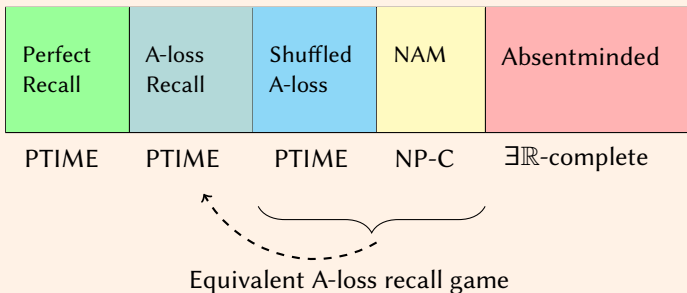 Perfect
Recall
A-loss
Recall
Shuffled
A-loss
NAM
Absentminded
PTIME
PTIME
PTIME
NP-C
∃ℝ-complete
Equivalent A-loss recall game